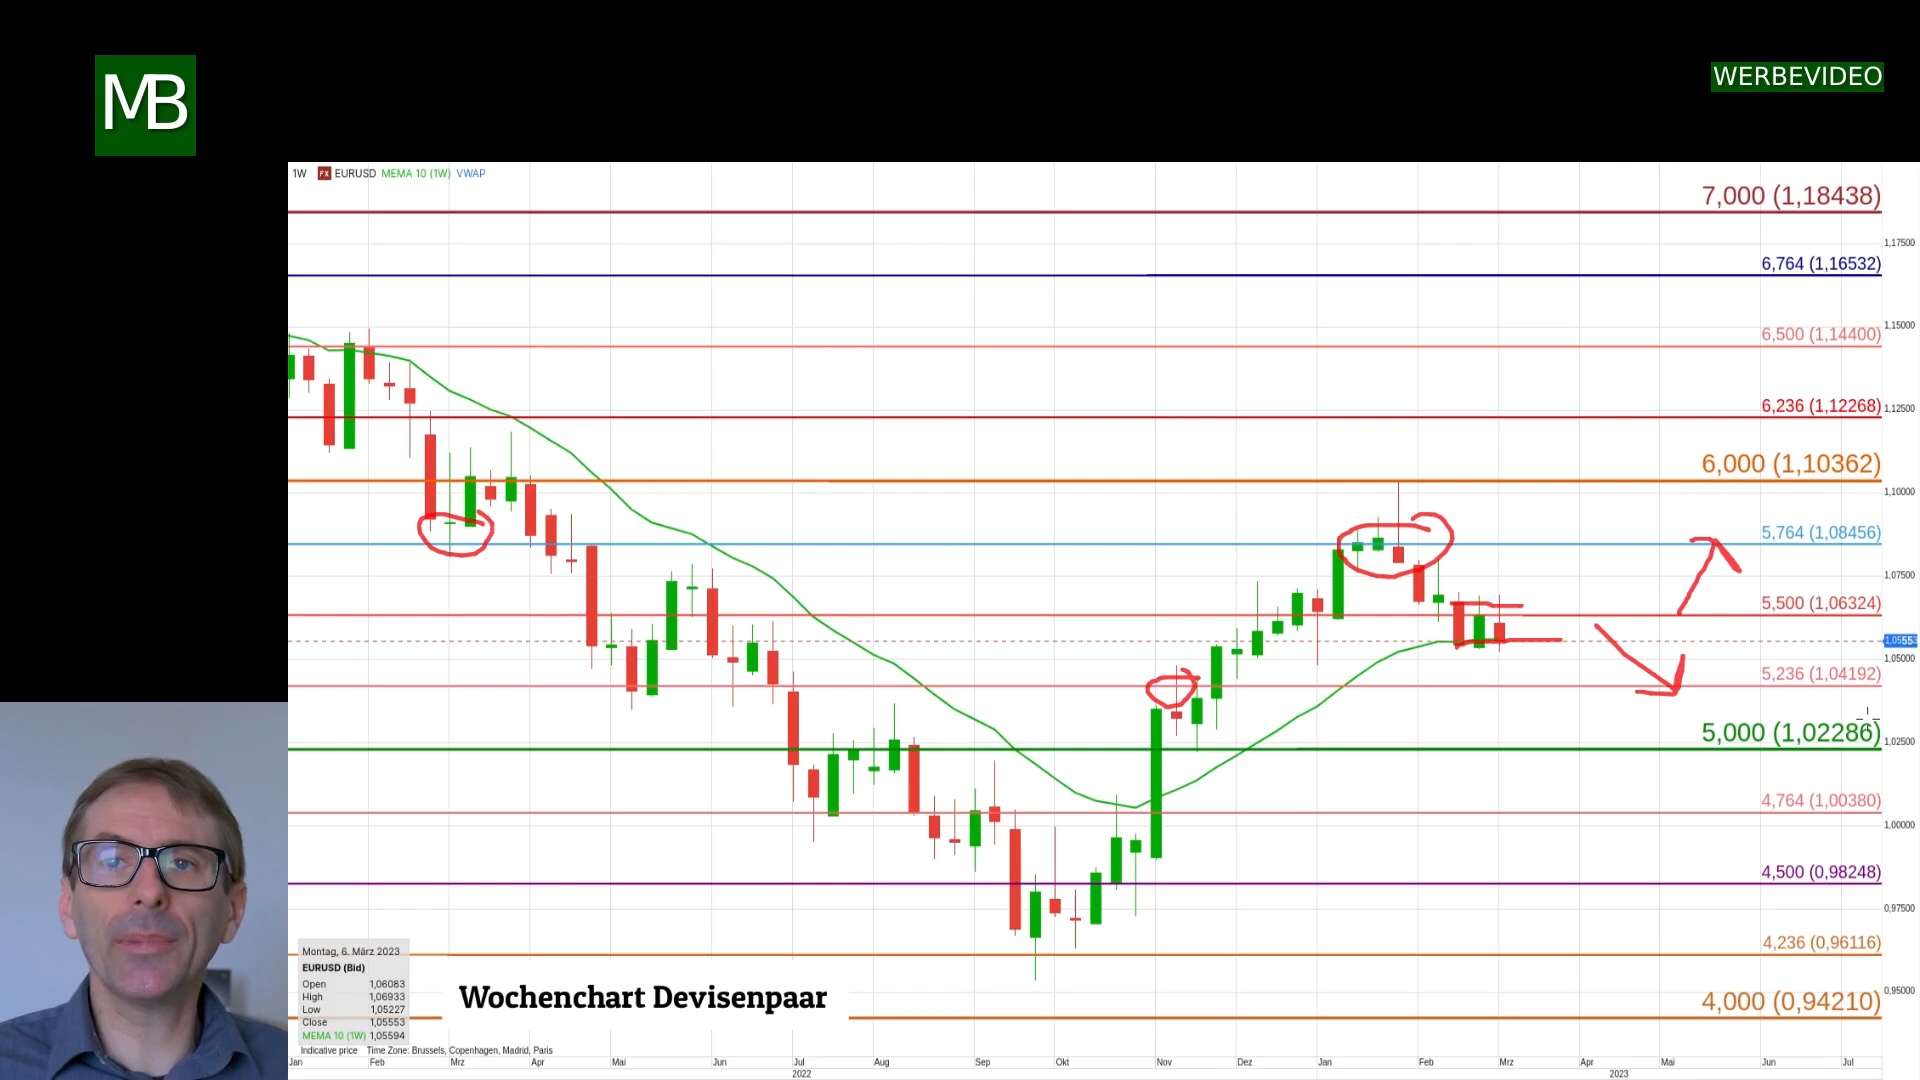 MB
WERBEVIDEO
1W FX EURUSD MEMA 10 (1W) VWAP
7,000 (1,18438)
1,17500
6,764 (1,16532)
1,15000
6,500 (1,14400)
6,236 (1,12268)
1,12500
6,000 (1,10362)
1,10000
5,764 (1,08456)
1,07500
5,500 (1,06324)
1,05553
1,05000
5,236 (1,04192)
5,000 (1,02286)
1,02500
4,764 (1,00380)
1,00000
4,500 (0,98248)
0,97500
4,236 (0,96116)
0,95000
4,000 (0,94210)
Montag, 6. März 2023
EURUSD (Bid)
Open 1,06083
High 1,06933
Low 1,05227
Close 1,05553
MEMA 10 (1W) 1,05594
Wochenchart Devisenpaar
Indicative price Time Zone: Brussels, Copenhagen, Madrid, Paris
Jan Feb Mrz Apr Mai Jun Jul Aug Sep Okt Nov Dez Jan Feb Mrz Apr Mai Jun Jul
2022 2023